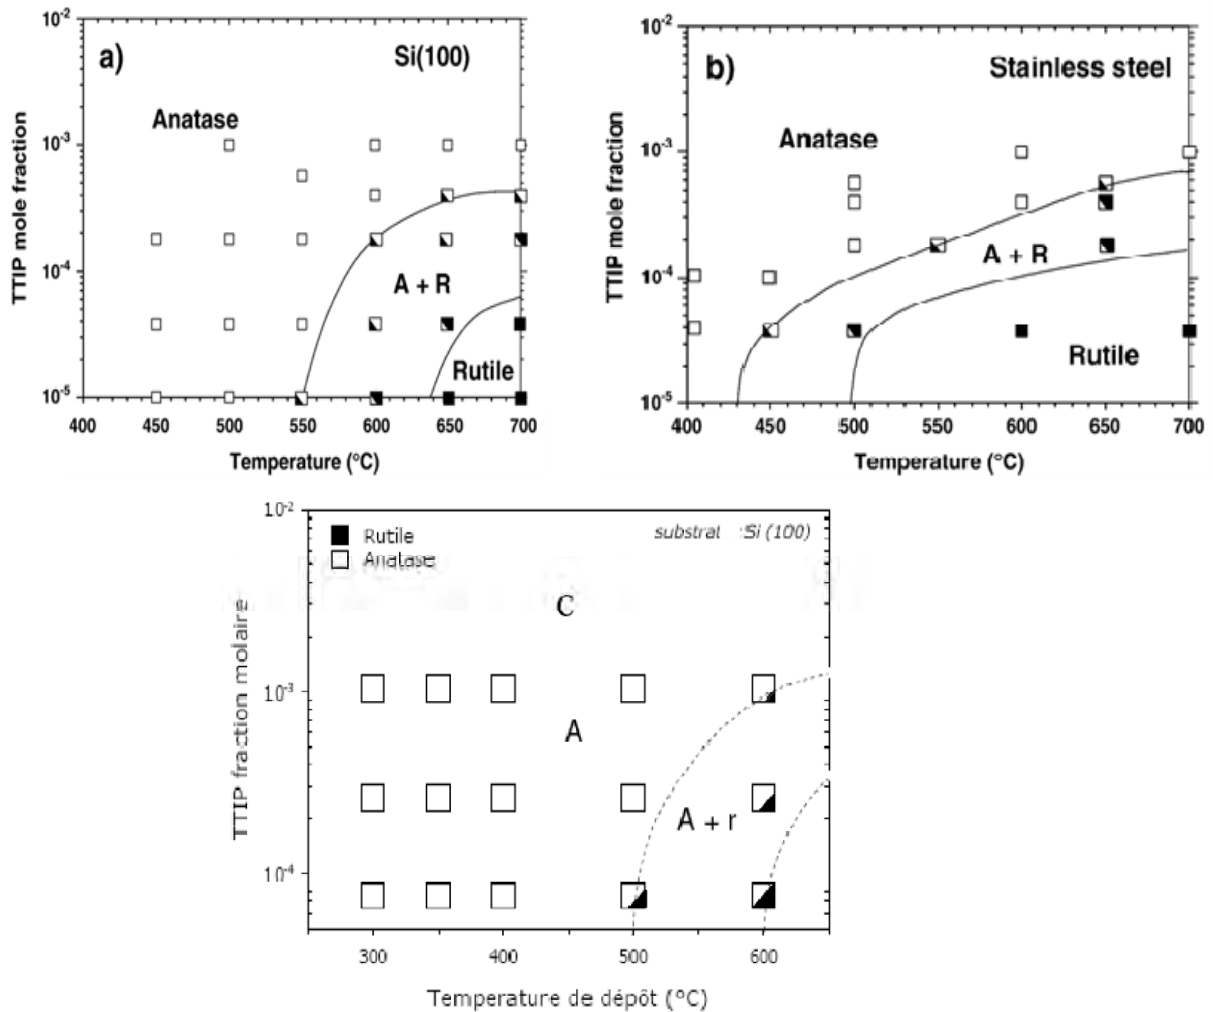 a)
Si(100)
Anatase
A + R
Rutile
TTIP mole fraction
10-2
10-3
10-4
10-5
400 450 500 550 600 650 700
Temperature (°C)
b)
Stainless steel
Anatase
A + R
Rutile
TTIP mole fraction
10-2
10-3
10-4
10-5
400 450 500 550 600 650 700
Temperature (°C)
Rutile
Anatase
substrat : Si (100)
C
A
A + r
TTIP fraction molaire
10-2
10-3
10-4
300 400 500 600
Temperature de dépôt (°C)